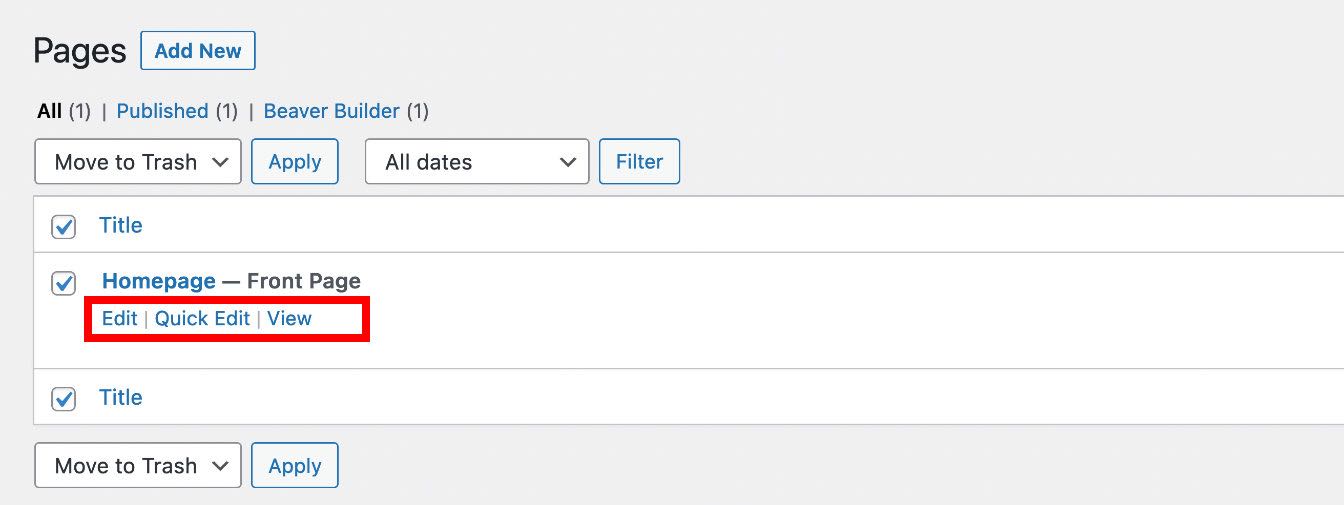 Pages Add New
All (1) | Published (1) | Beaver Builder (1)
Move to Trash Apply All dates Filter
Title
Homepage — Front Page
Edit | Quick Edit | View
Title
Move to Trash Apply